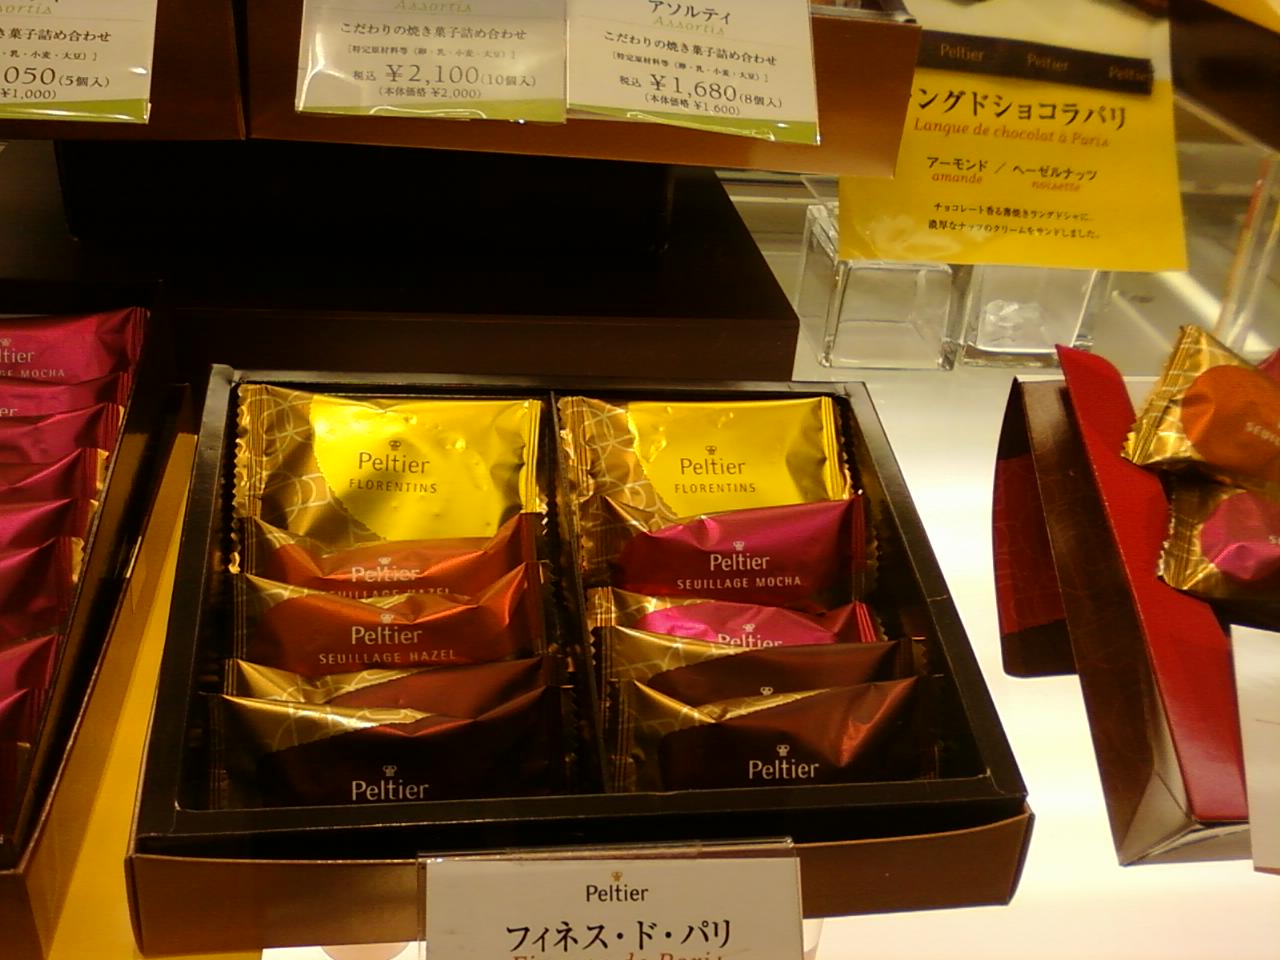 Assortis
き菓子詰め合わせ
・乳・小麦・大豆）］
050(5個入)
¥1,000)
Assortis
こだわりの焼き菓子詰め合わせ
［特定原材料等（卵・乳・小麦・大豆）］
税込 ¥2,100(10個入)
(本体価格 ¥2,000)
アソルティ
Assortis
こだわりの焼き菓子詰め合わせ
［特定原材料等（卵・乳・小麦・大豆）］
税込 ¥1,680(8個入)
(本体価格 ¥1,600)
Peltier Peltier Peltier
ングドショコラパリ
Langue de chocolat à Paris
アーモンド / ヘーゼルナッツ
amande noisette
チョコレート香る薄焼きラングドシャに、
濃厚なナッツのクリームをサンドしました。
ltier
GE MOCHA
Peltier
FLORENTINS
Peltier
SEUILLAGE HAZEL
Peltier
SEUILLAGE HAZEL
Peltier
Peltier
FLORENTINS
Peltier
SEUILLAGE MOCHA
Peltier
Peltier
Peltier
フィネス・ド・パリ